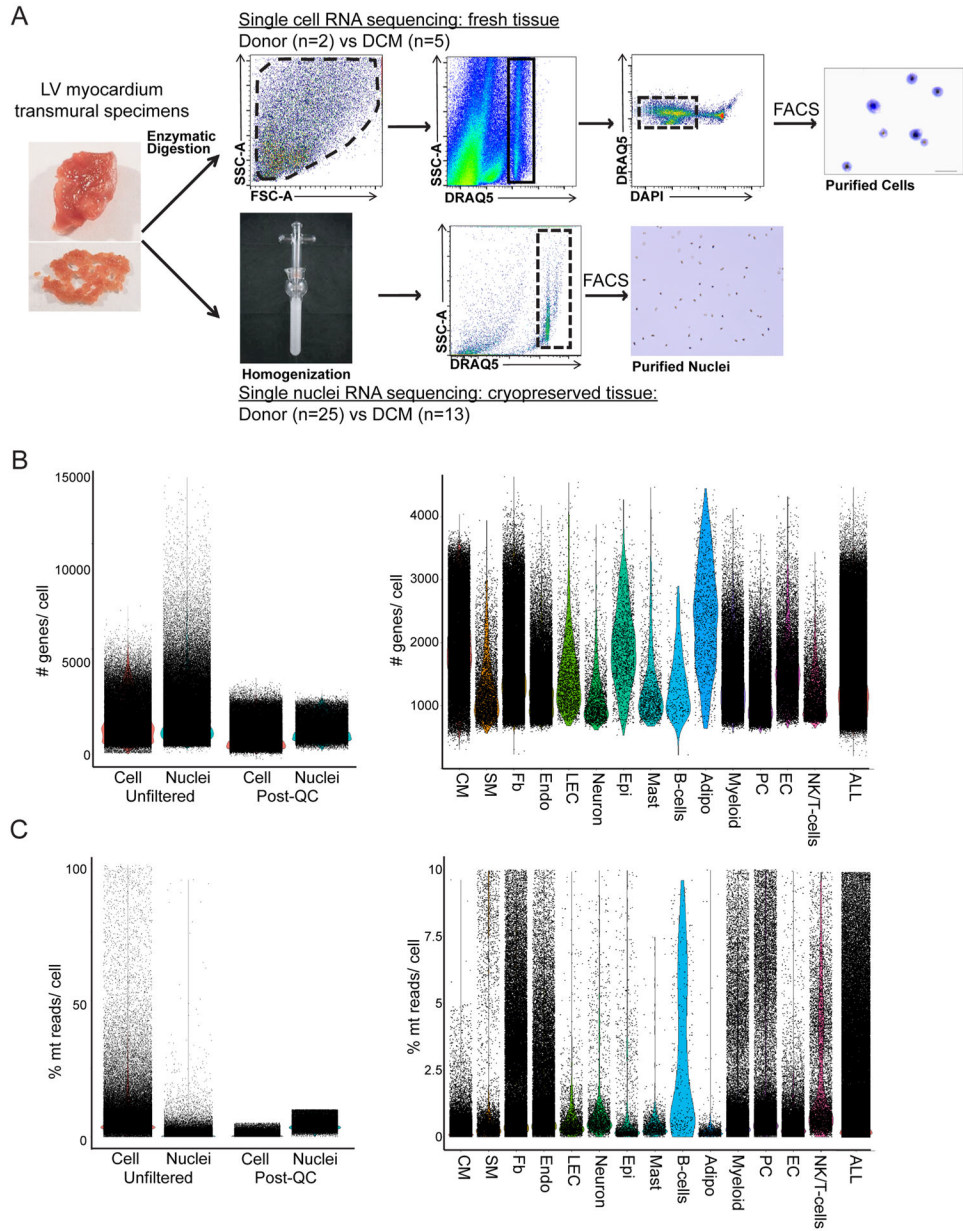 A
Single cell RNA sequencing: fresh tissue
Donor (n=2) vs DCM (n=5)
LV myocardium
transmural specimens
Enzymatic
Digestion
SSC-A
FSC-A
SSC-A
DRAQ5
DRAQ5
DAPI
FACS
Purified Cells
Homogenization
SSC-A
DRAQ5
FACS
Purified Nuclei
Single nuclei RNA sequencing: cryopreserved tissue:
Donor (n=25) vs DCM (n=13)
B
# genes/ cell
15000
10000
5000
0
Cell Nuclei Cell Nuclei
Unfiltered Post-QC
# genes/ cell
4000
3000
2000
1000
CM
SM
Fb
Endo
LEC
Neuron
Epi
Mast
B-cells
Adipo
Myeloid
PC
EC
NK/T-cells
ALL
C
% mt reads/ cell
100
50
0
Cell Nuclei Cell Nuclei
Unfiltered Post-QC
% mt reads/ cell
10
7.5
5
2.5
0
CM
SM
Fb
Endo
LEC
Neuron
Epi
Mast
B-cells
Adipo
Myeloid
PC
EC
NK/T-cells
ALL